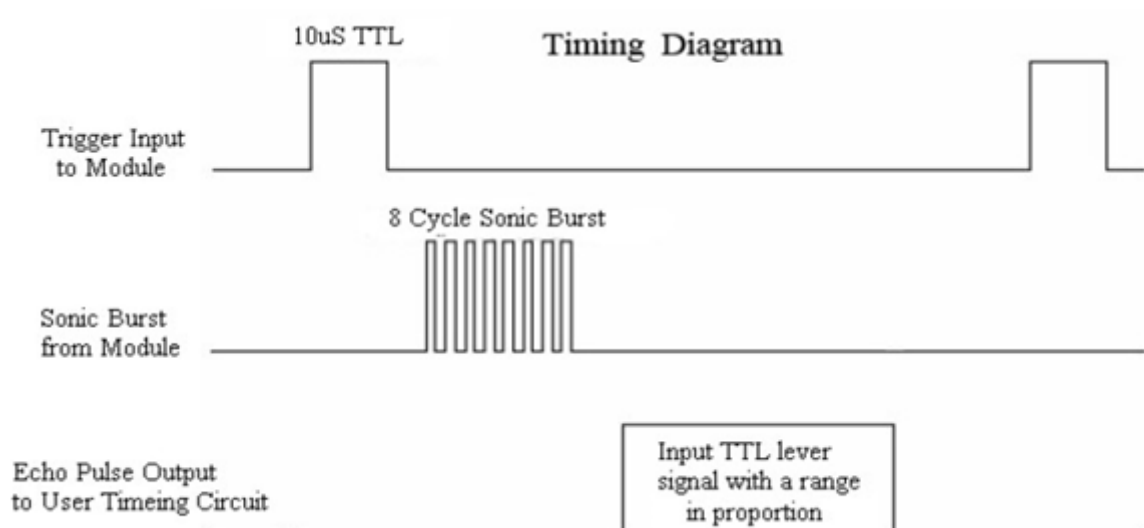 10uS TTL
Timing Diagram
Trigger Input
to Module
8 Cycle Sonic Burst
Sonic Burst
from Module
Echo Pulse Output
to User Timeing Circuit
Input TTL lever
signal with a range
in proportion